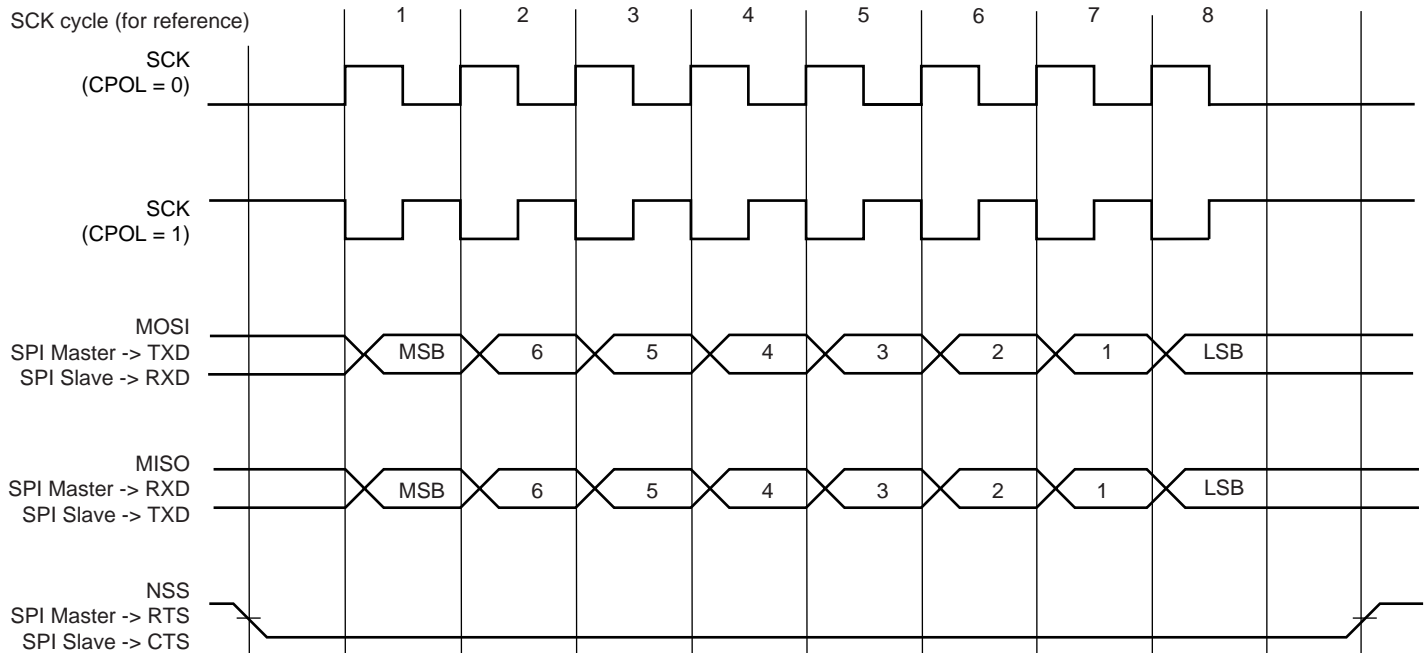 SCK cycle (for reference)
1 2 3 4 5 6 7 8
SCK
(CPOL = 0)
SCK
(CPOL = 1)
MOSI
SPI Master -> TXD
SPI Slave -> RXD
MSB 6 5 4 3 2 1 LSB
MISO
SPI Master -> RXD
SPI Slave -> TXD
MSB 6 5 4 3 2 1 LSB
NSS
SPI Master -> RTS
SPI Slave -> CTS